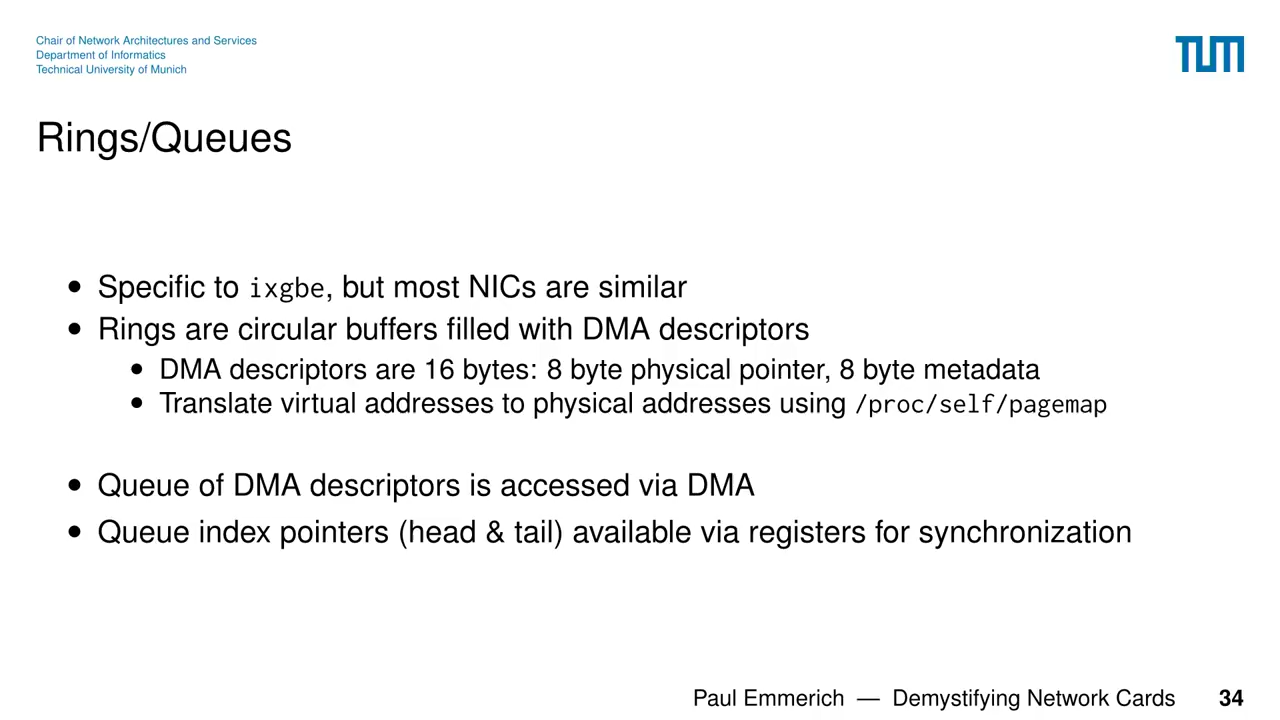 Chair of Network Architectures and Services
Department of Informatics
Technical University of Munich
TUM
Rings/Queues
• Specific to ixgbe, but most NICs are similar
• Rings are circular buffers filled with DMA descriptors
• DMA descriptors are 16 bytes: 8 byte physical pointer, 8 byte metadata
• Translate virtual addresses to physical addresses using /proc/self/pagemap
• Queue of DMA descriptors is accessed via DMA
• Queue index pointers (head & tail) available via registers for synchronization
Paul Emmerich — Demystifying Network Cards 34